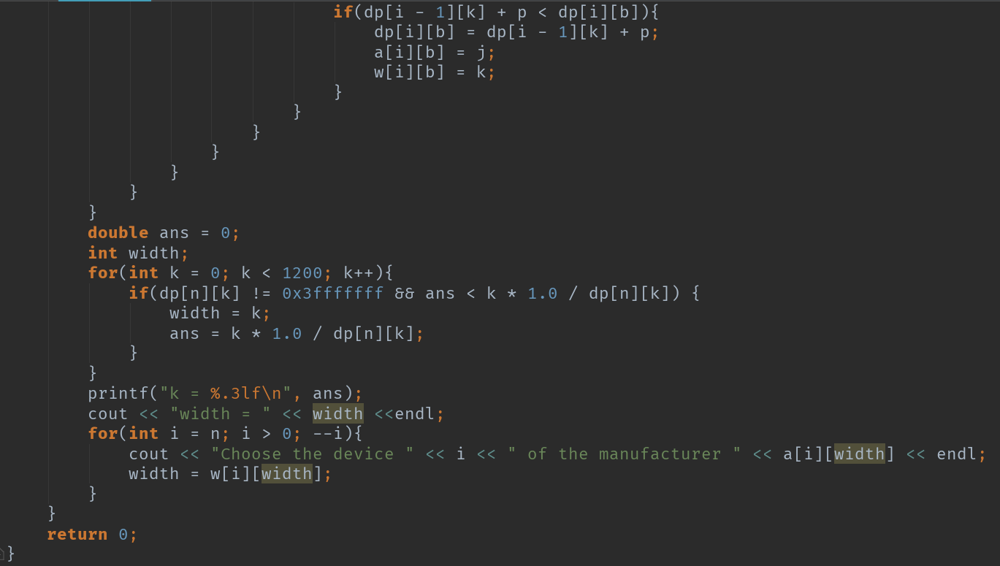 if(dp[i - 1][k] + p < dp[i][b]){
dp[i][b] = dp[i - 1][k] + p;
a[i][b] = j;
w[i][b] = k;
}
}
}
}
}
}
}
double ans = 0;
int width;
for(int k = 0; k < 1200; k++){
if(dp[n][k] != 0x3fffffff && ans < k * 1.0 / dp[n][k]) {
width = k;
ans = k * 1.0 / dp[n][k];
}
}
printf("k = %.3lf\n", ans);
cout << "width = " << width <<endl;
for(int i = n; i > 0; --i){
cout << "Choose the device " << i << " of the manufacturer " << a[i][width] << endl;
width = w[i][width];
}
}
return 0;
}